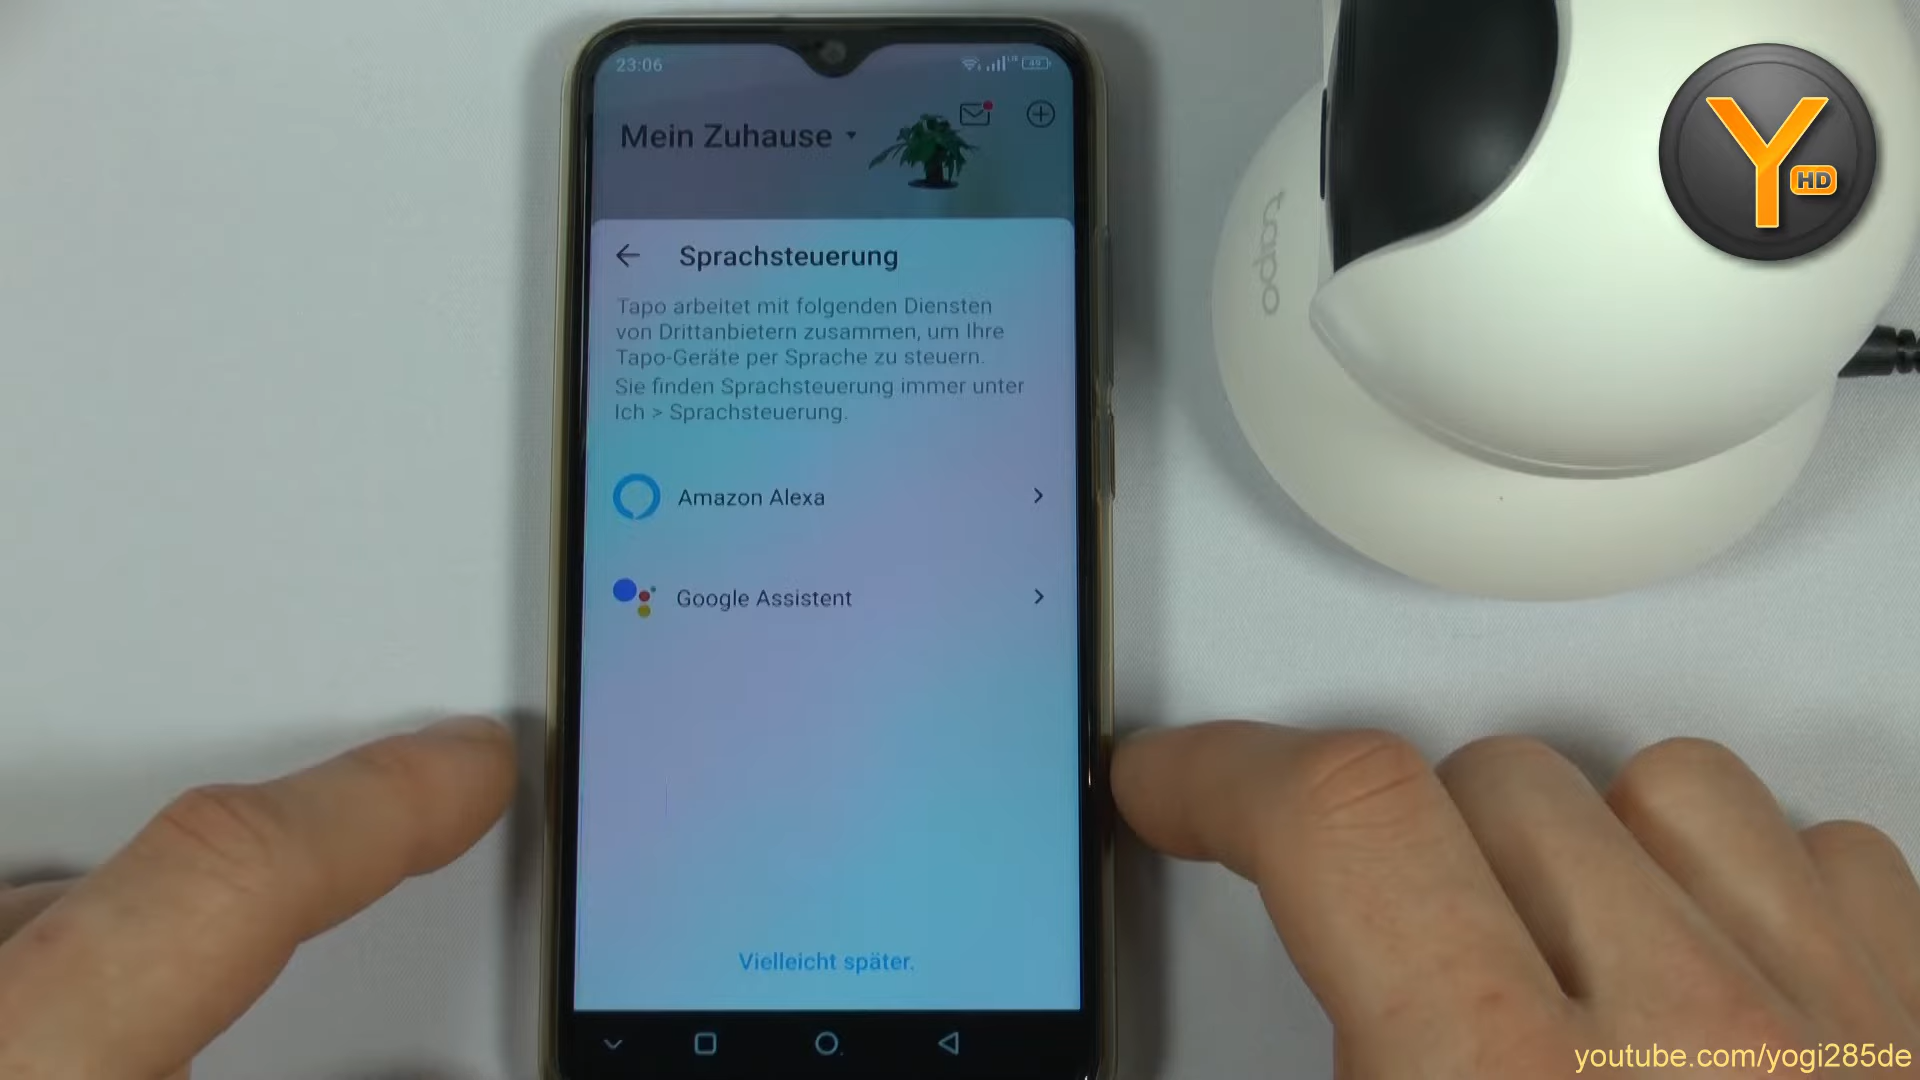 23:06
49
Mein Zuhause
Sprachsteuerung
Tapo arbeitet mit folgenden Diensten
von Drittanbietern zusammen, um Ihre
Tapo-Geräte per Sprache zu steuern.
Sie finden Sprachsteuerung immer unter
Ich > Sprachsteuerung.
Amazon Alexa
Google Assistent
Vielleicht später.
tapo
Y HD
youtube.com/yogi285de